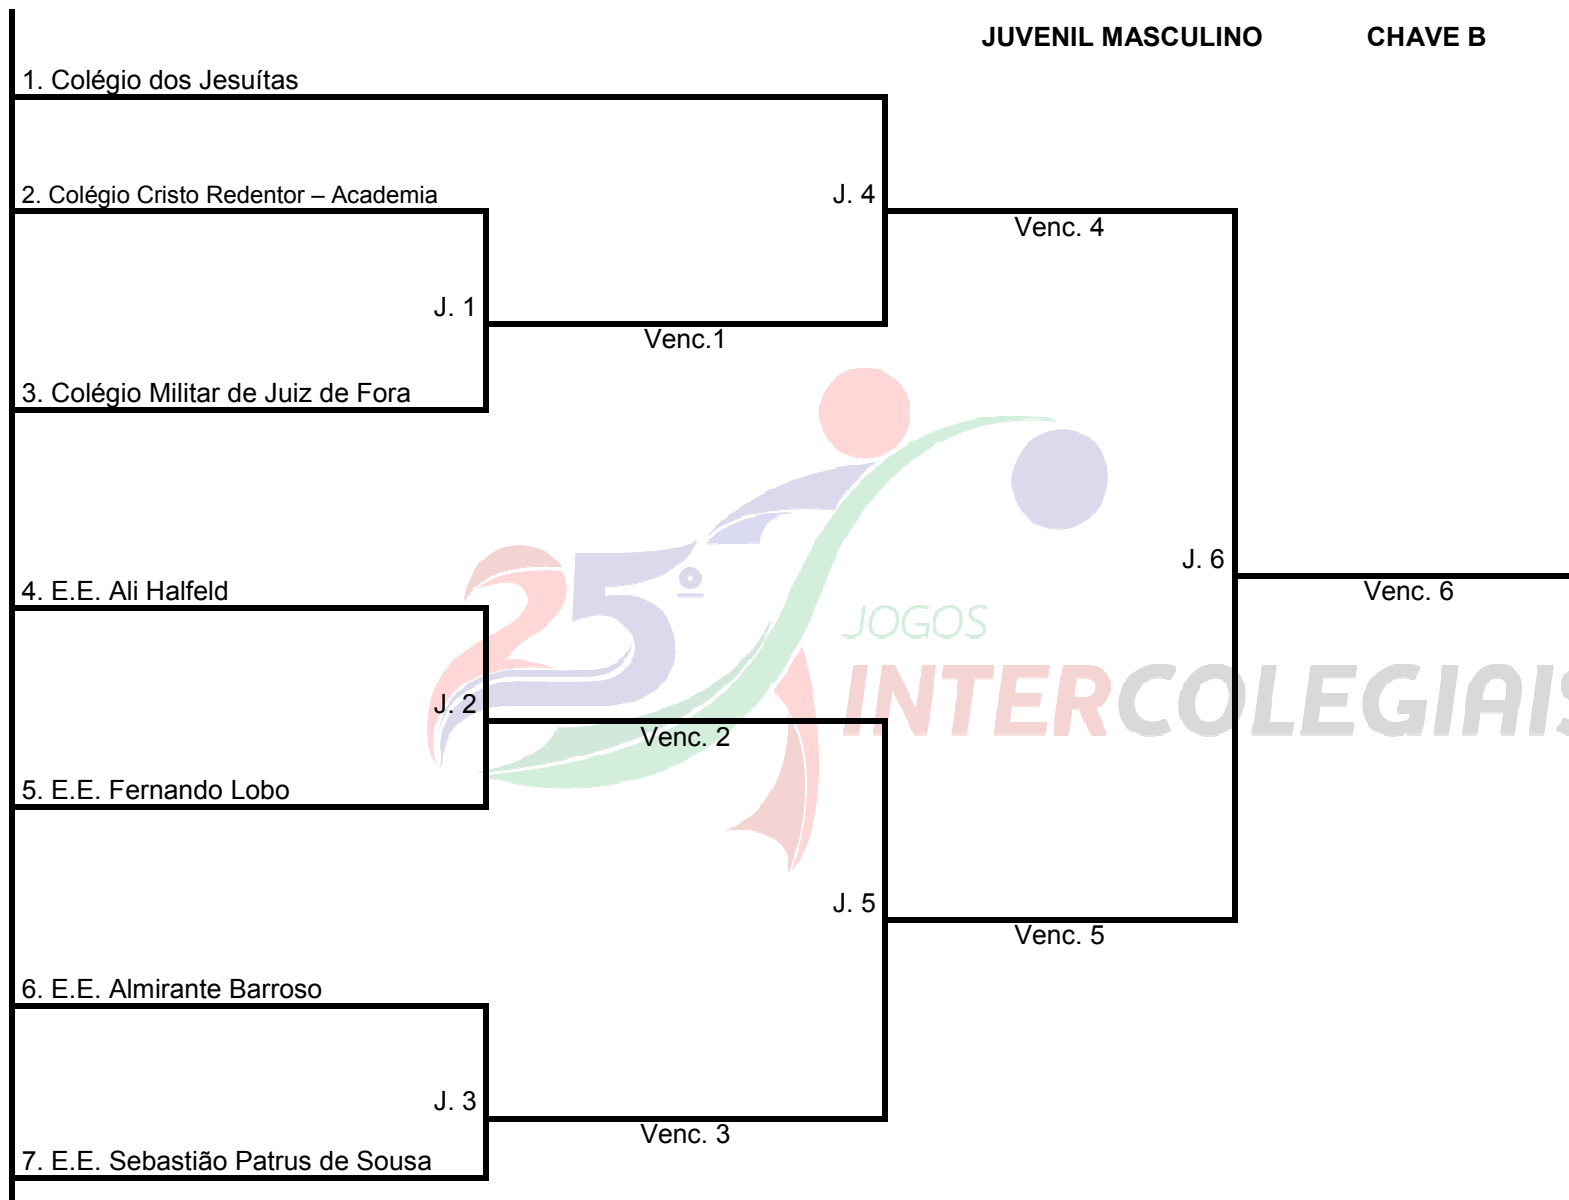 JUVENIL MASCULINO CHAVE B
1. Colégio dos Jesuítas
2. Colégio Cristo Redentor – Academia
J. 4
Venc. 4
J. 1
Venc.1
3. Colégio Militar de Juiz de Fora
J. 6
25º
4. E.E. Ali Halfeld
Venc. 6
JOGOS
INTERCOLEGIAIS
J. 2
Venc. 2
5. E.E. Fernando Lobo
J. 5
Venc. 5
6. E.E. Almirante Barroso
J. 3
Venc. 3
7. E.E. Sebastião Patrus de Sousa